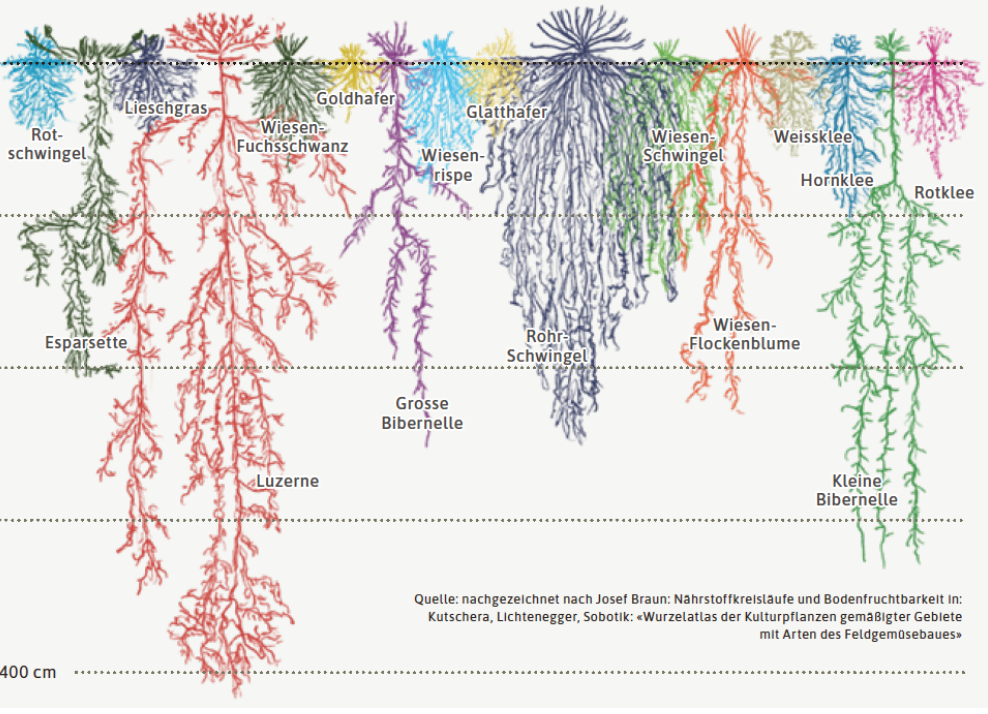 Lieschgras
Goldhafer
Glatthafer
Rot-
schwingel
Wiesen-
Fuchsschwanz
Wiesen-
Schwingel
Weissklee
Wiesen-
rispe
Hornklee
Rotklee
Esparsette
Rohr-
Schwingel
Wiesen-
Flockenblume
Grosse
Bibernelle
Luzerne
Kleine
Bibernelle
Quelle: nachgezeichnet nach Josef Braun: Nährstoffkreisläufe und Bodenfruchtbarkeit in:
Kutschera, Lichtenegger, Sobotik: «Wurzelatlas der Kulturpflanzen gemäßigter Gebiete
mit Arten des Feldgemüsebaues»
400 cm